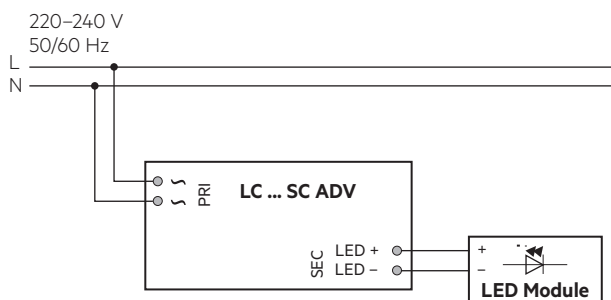 220–240 V
50/60 Hz
L
N
~
~
PRI
LC ... SC ADV
SEC
LED +
LED –
+
–
LED Module